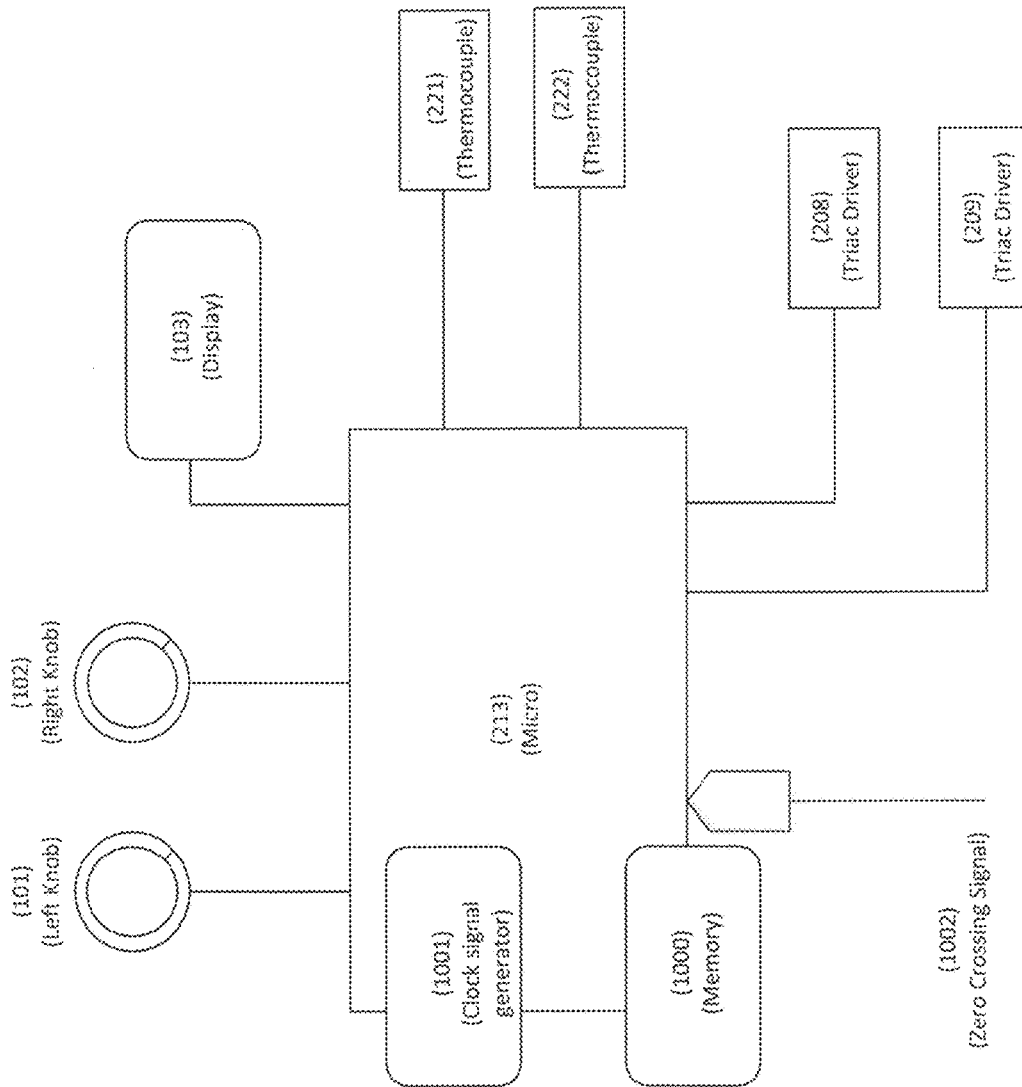 (101)
(Left Knob)
(102)
(Right Knob)
(103)
(Display)
(221)
(Thermocouple)
(222)
(Thermocouple)
(1001)
(Clock signal
generator)
(213)
(Micro)
(208)
(Triac Driver)
(209)
(Triac Driver)
(1000)
(Memory)
(1002)
(Zero Crossing Signal)